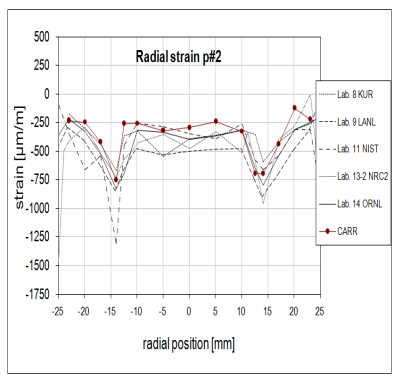 Radial strain p#2
500
250
0
-250
-500
-750
-1000
-1250
-1500
-1750
strain [µm/m]
-25 -20 -15 -10 -5 0 5 10 15 20 25
radial position [mm]
Lab. 8 KUR
Lab. 9 LANL
Lab. 11 NIST
Lab. 13-2 NRC2
Lab. 14 ORNL
CARR